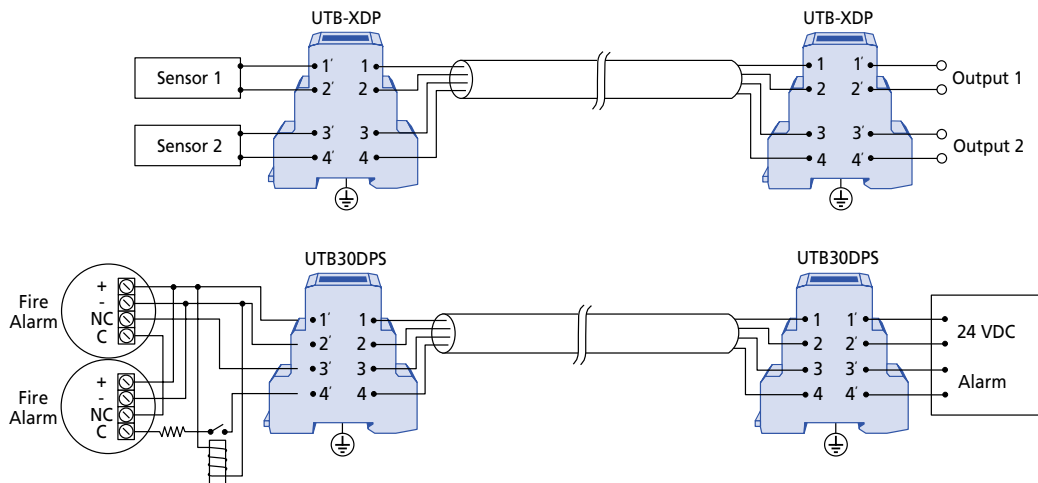 UTB-XDP
UTB-XDP
Sensor 1
1' 1
2' 2
Sensor 2
3' 3
4' 4
1 1'
2 2'
Output 1
3 3'
4 4'
Output 2
UTB30DPS
UTB30DPS
Fire
Alarm
+
-
NC
C
Fire
Alarm
+
-
NC
C
1' 1
2' 2
3' 3
4' 4
1 1'
2 2'
3 3'
4 4'
24 VDC
Alarm